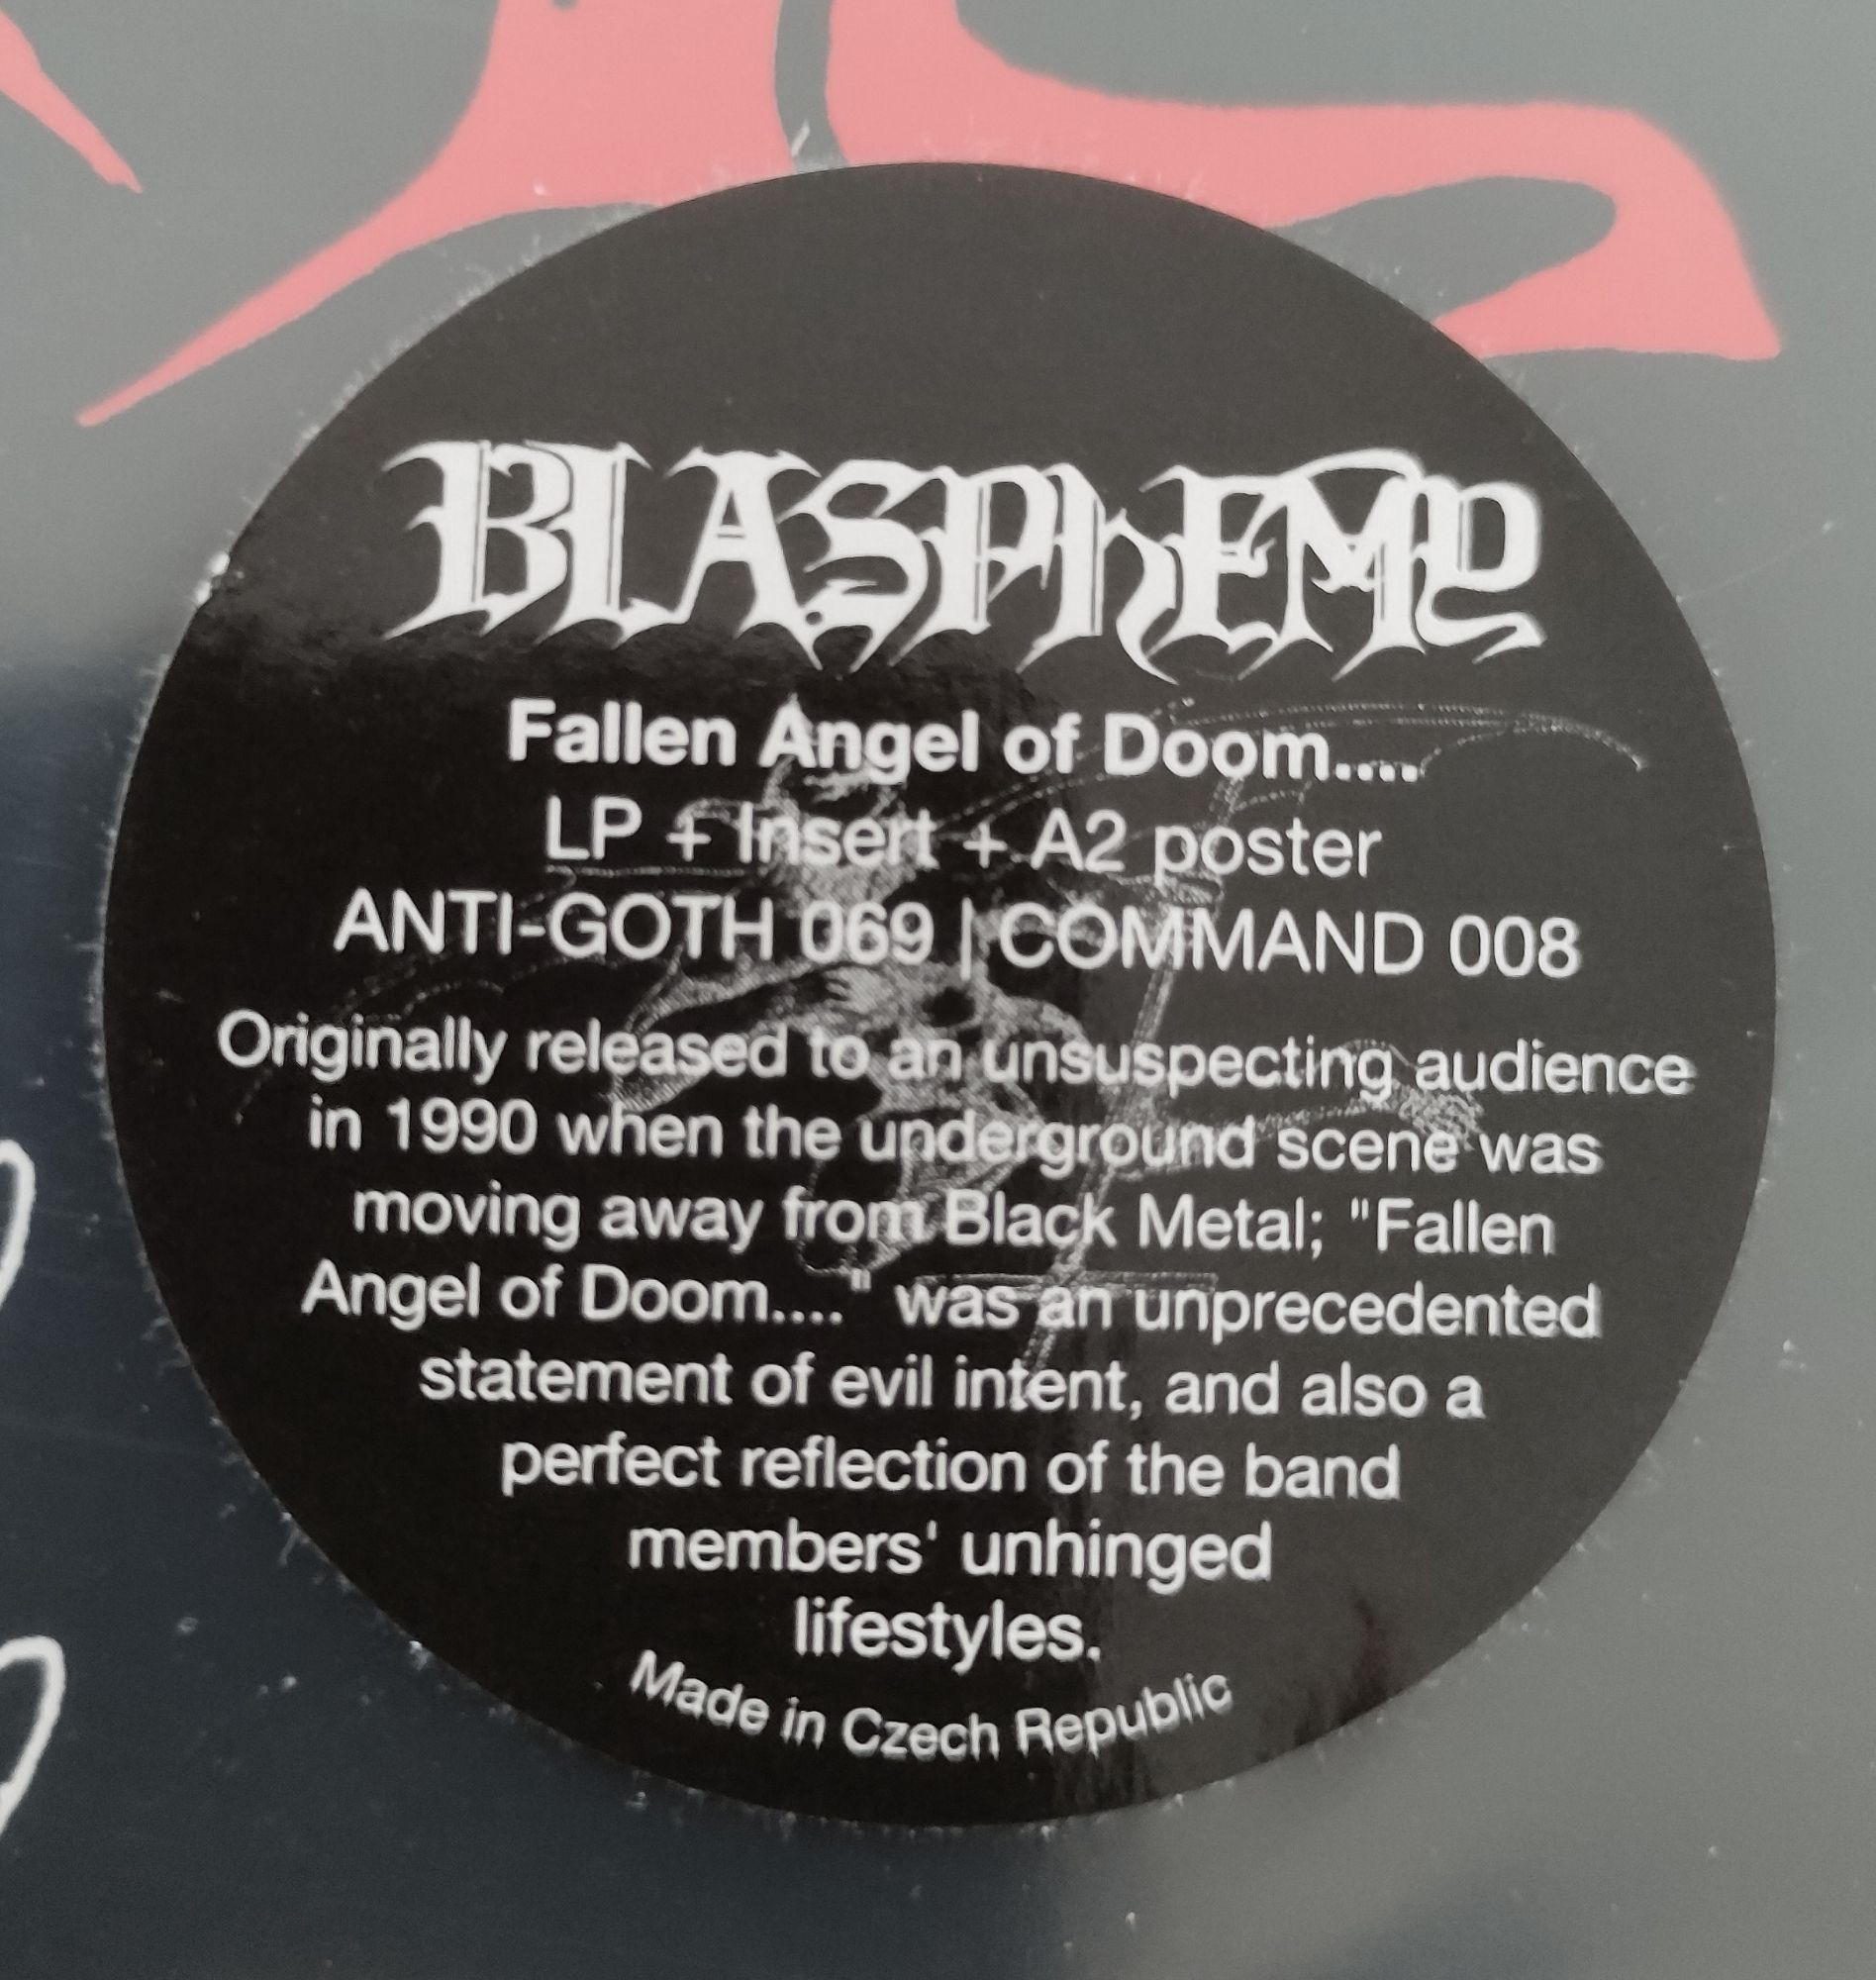 BLASPhEMy
Fallen Angel of Doom....
LP + Insert + A2 poster
ANTI-GOTH 069 | COMMAND 008
Originally released to an unsuspecting audience
in 1990 when the underground scene was
moving away from Black Metal; "Fallen
Angel of Doom...." was an unprecedented
statement of evil intent, and also a
perfect reflection of the band
members' unhinged
lifestyles.
Made in Czech Republic